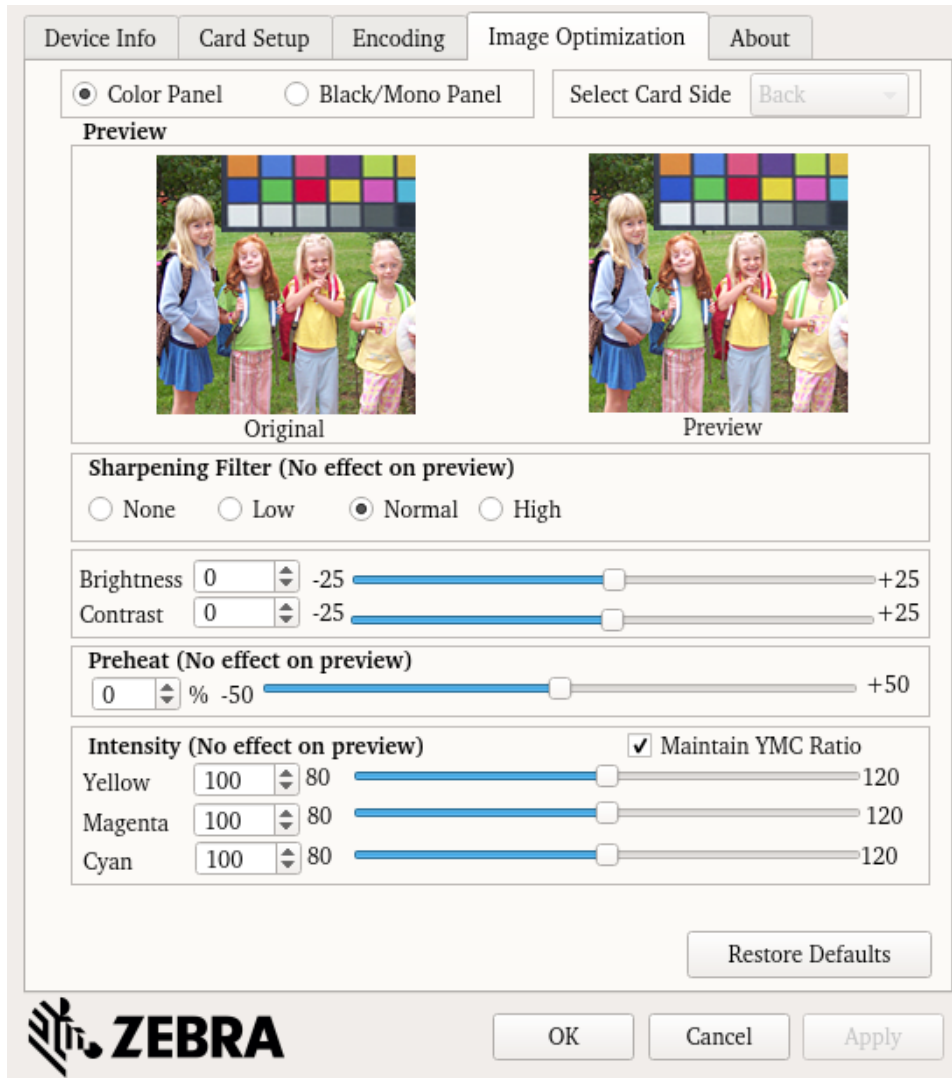 Device Info Card Setup Encoding Image Optimization About
Color Panel Black/Mono Panel Select Card Side Back
Preview
Original Preview
Sharpening Filter (No effect on preview)
None Low Normal High
Brightness 0 -25 +25
Contrast 0 -25 +25
Preheat (No effect on preview)
0 % -50 +50
Intensity (No effect on preview) Maintain YMC Ratio
Yellow 100 80 120
Magenta 100 80 120
Cyan 100 80 120
Restore Defaults
ZEBRA OK Cancel Apply